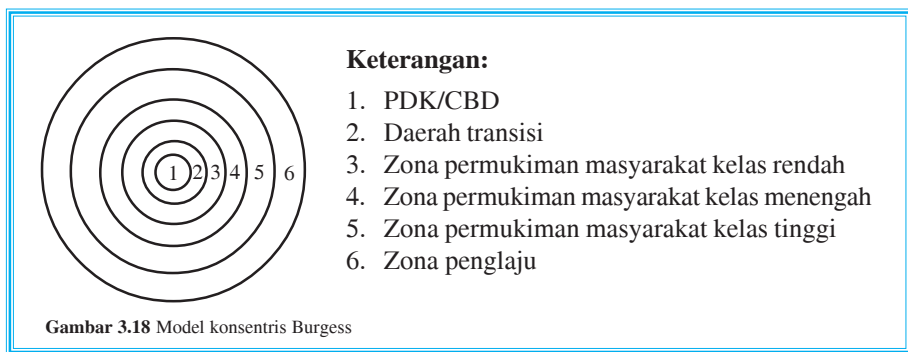 Keterangan:
1. PDK/CBD
2. Daerah transisi
3. Zona permukiman masyarakat kelas rendah
4. Zona permukiman masyarakat kelas menengah
5. Zona permukiman masyarakat kelas tinggi
6. Zona penglaju
1 2 3 4 5 6
Gambar 3.18 Model konsentris Burgess